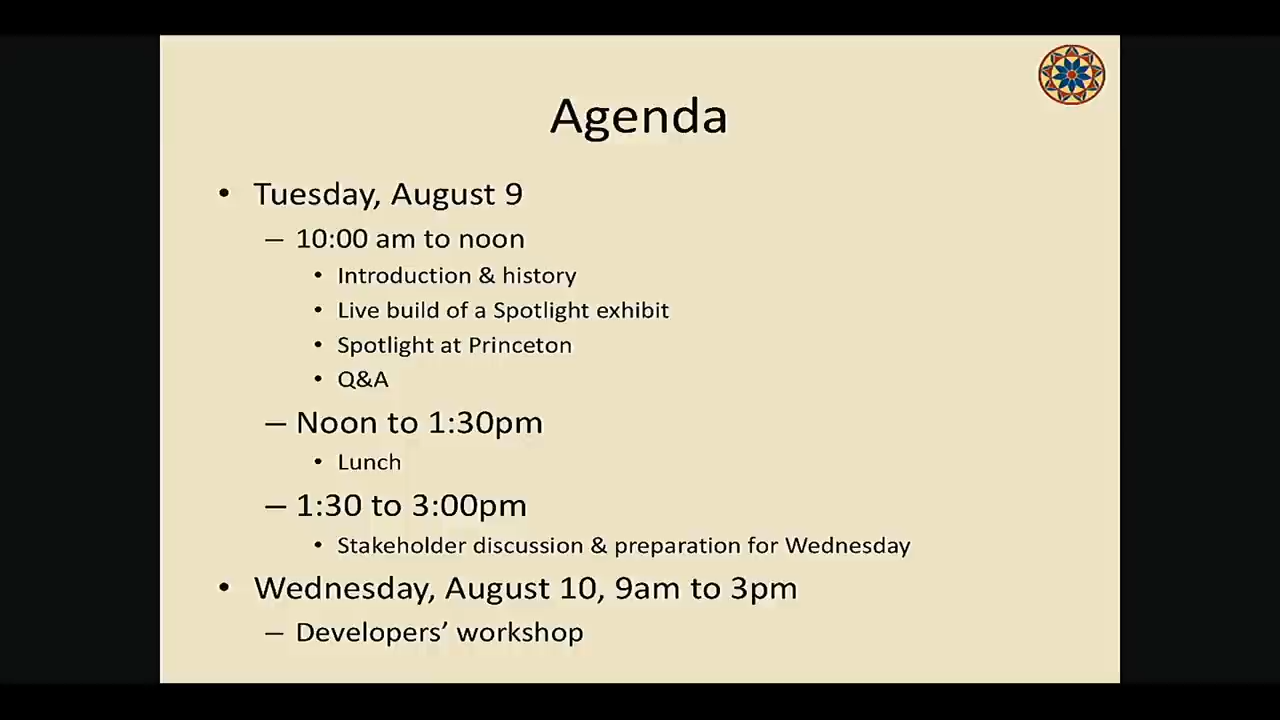 Agenda
• Tuesday, August 9
– 10:00 am to noon
• Introduction & history
• Live build of a Spotlight exhibit
• Spotlight at Princeton
• Q&A
– Noon to 1:30pm
• Lunch
– 1:30 to 3:00pm
• Stakeholder discussion & preparation for Wednesday
• Wednesday, August 10, 9am to 3pm
– Developers’ workshop